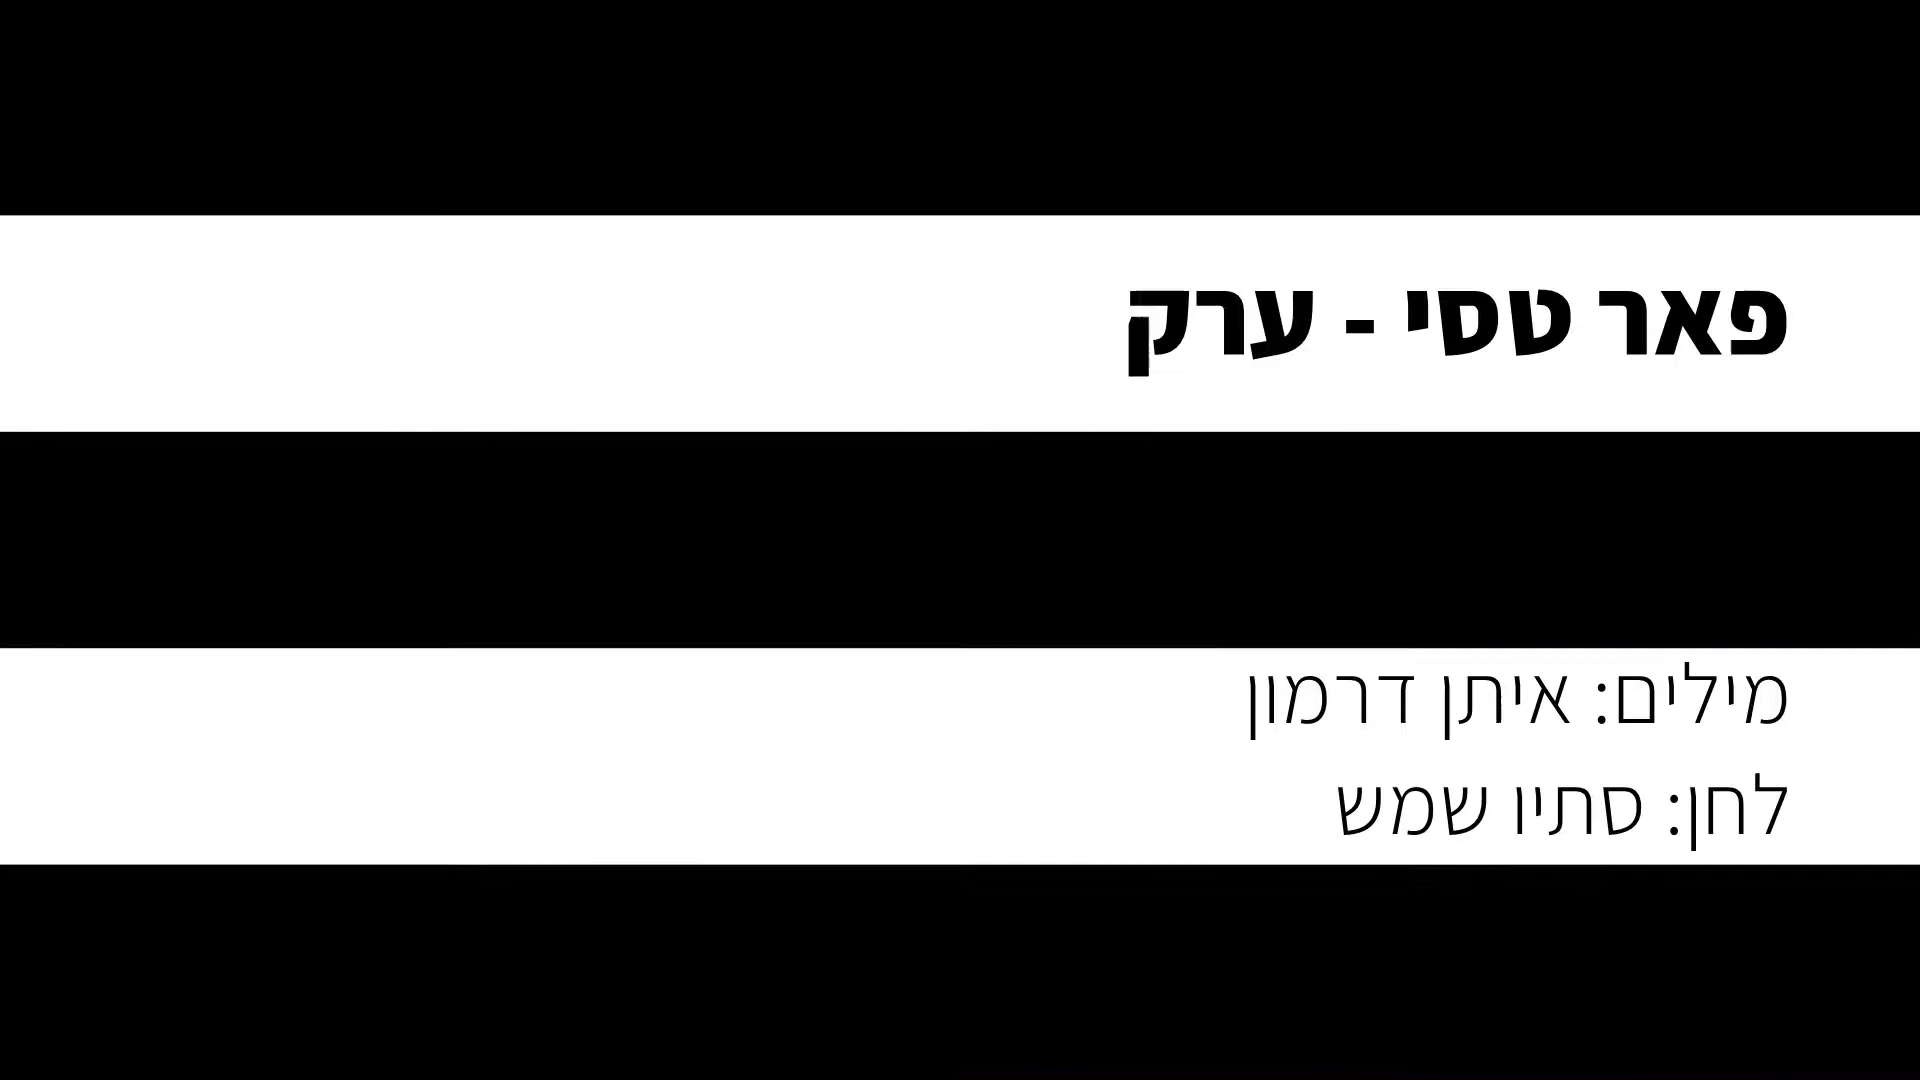 פאר טסי - ערק
מילים: איתן דרמון
לחן: סתיו שמש